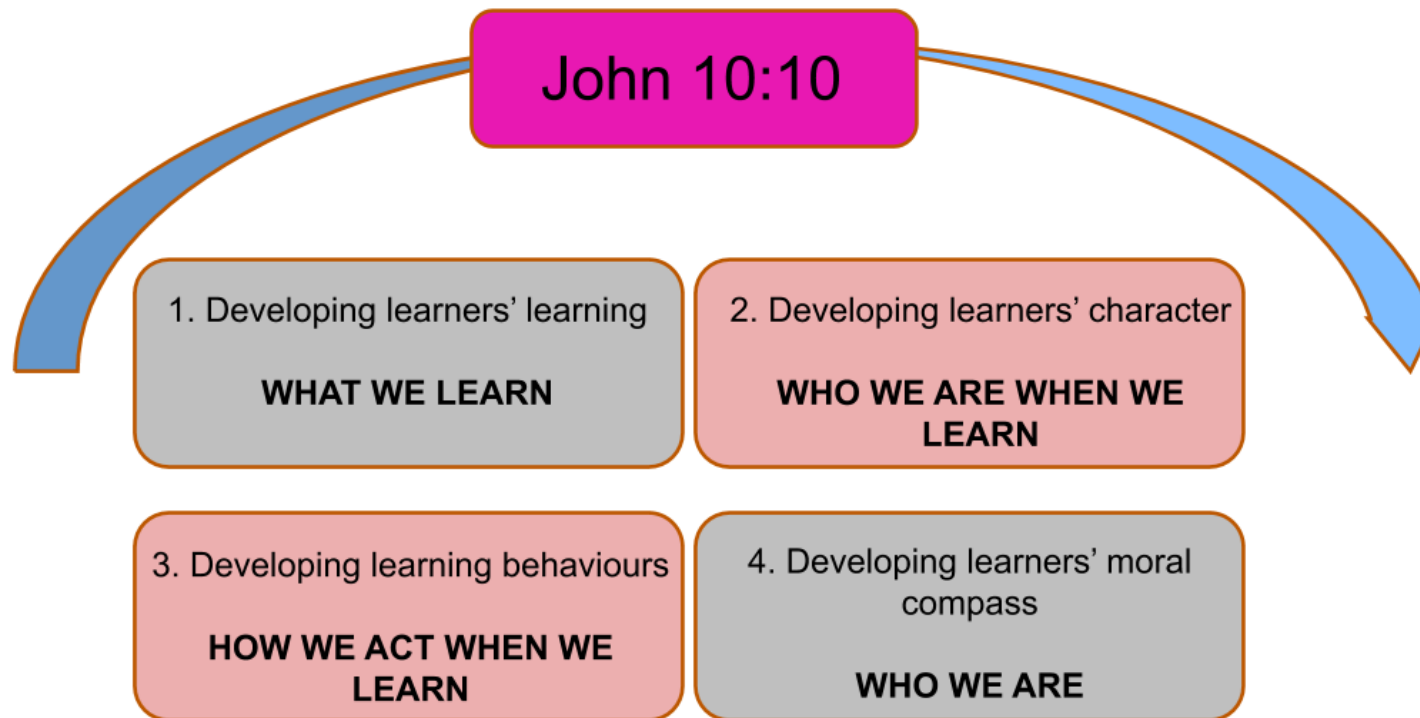 John 10:10
1. Developing learners’ learning
WHAT WE LEARN
2. Developing learners’ character
WHO WE ARE WHEN WE
LEARN
3. Developing learning behaviours
HOW WE ACT WHEN WE
LEARN
4. Developing learners’ moral
compass
WHO WE ARE